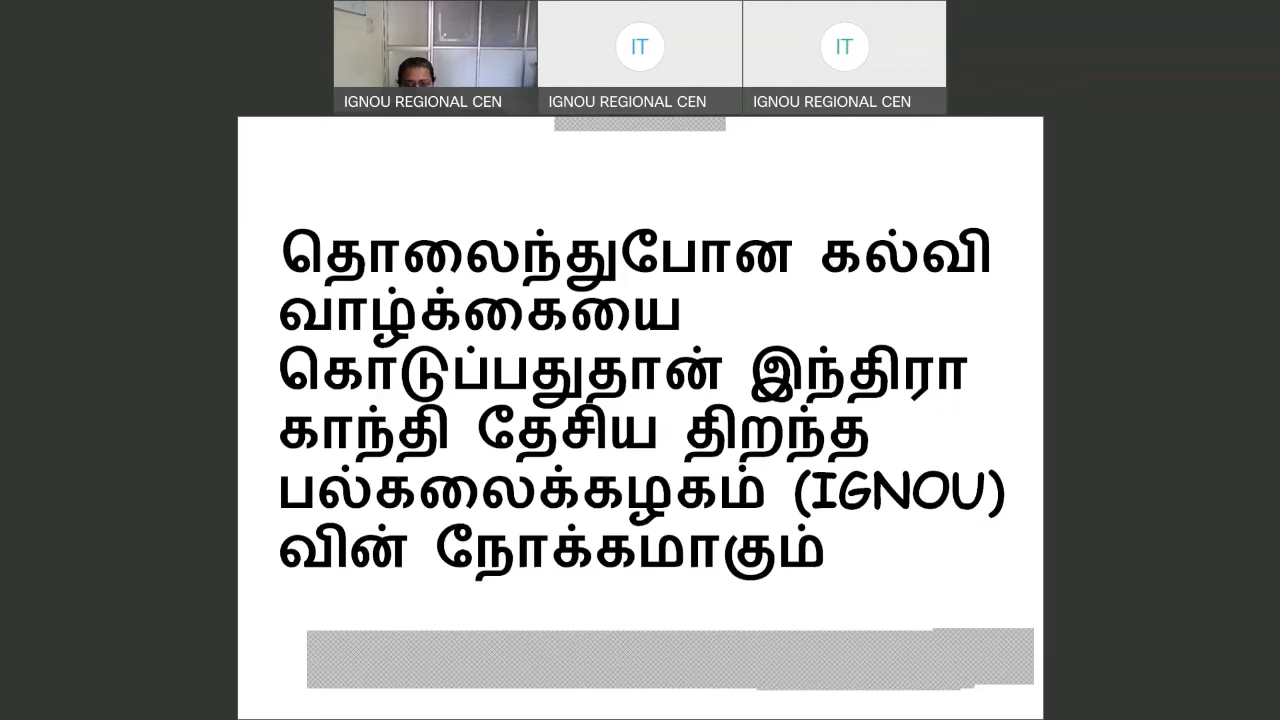 IT
IT
IGNOU REGIONAL CEN
IGNOU REGIONAL CEN
IGNOU REGIONAL CEN
தொலைந்துபோன கல்வி
வாழ்க்கையை
கொடுப்பதுதான் இந்திரா
காந்தி தேசிய திறந்த
பல்கலைக்கழகம் (IGNOU)
வின் நோக்கமாகும்